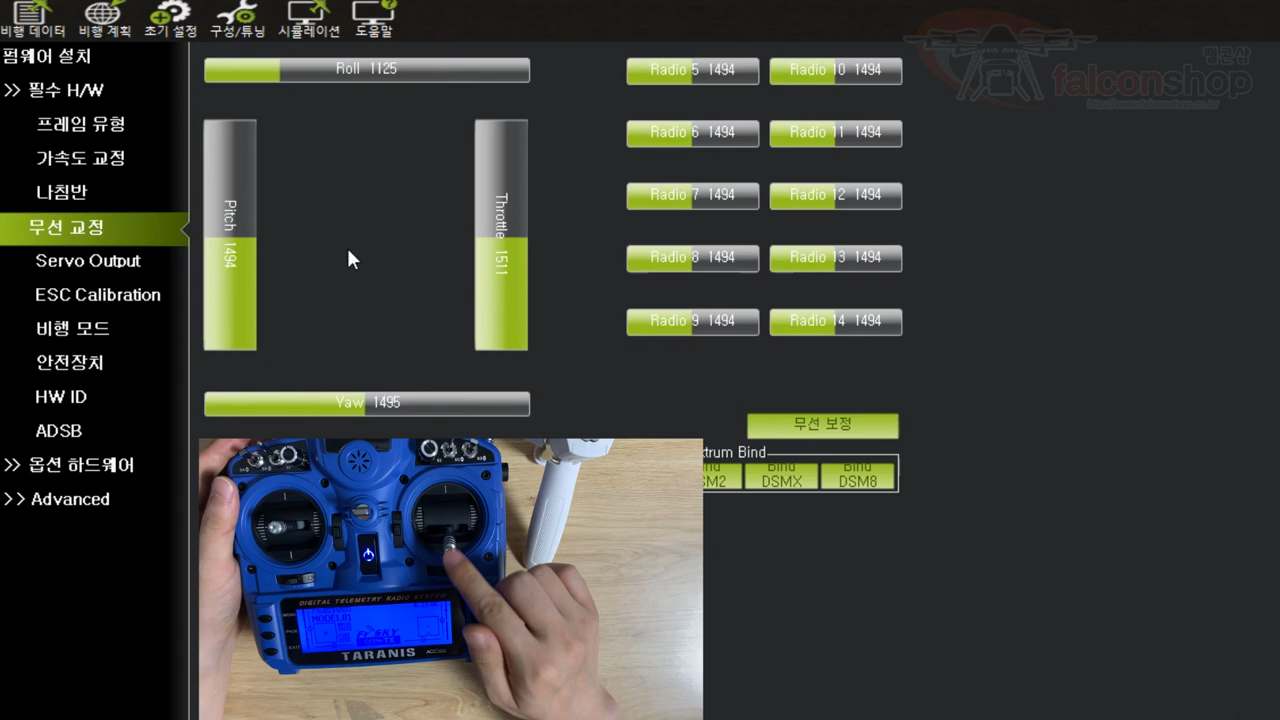 비행 데이터 비행 계획 초기 설정 구성/튜닝 시뮬레이션 도움말
펌웨어 설치
>> 필수 H/W
프레임 유형
가속도 교정
나침반
무선 교정
Servo Output
ESC Calibration
비행 모드
안전장치
HW ID
ADSB
>> 옵션 하드웨어
>> Advanced
Roll 1125
Pitch 1494
Throttle 1511
Yaw 1495
Radio 5 1494
Radio 10 1494
Radio 6 1494
Radio 11 1494
Radio 7 1494
Radio 12 1494
Radio 8 1494
Radio 13 1494
Radio 9 1494
Radio 14 1494
무선 보정
ktrum Bind
Bind
SM2
Bind
DSMX
Bind
DSM8
팰콘샵
falconshop
DIGITAL TELEMETRY RADIO SYSTEM
MODEL01
FrSKY
TARANIS